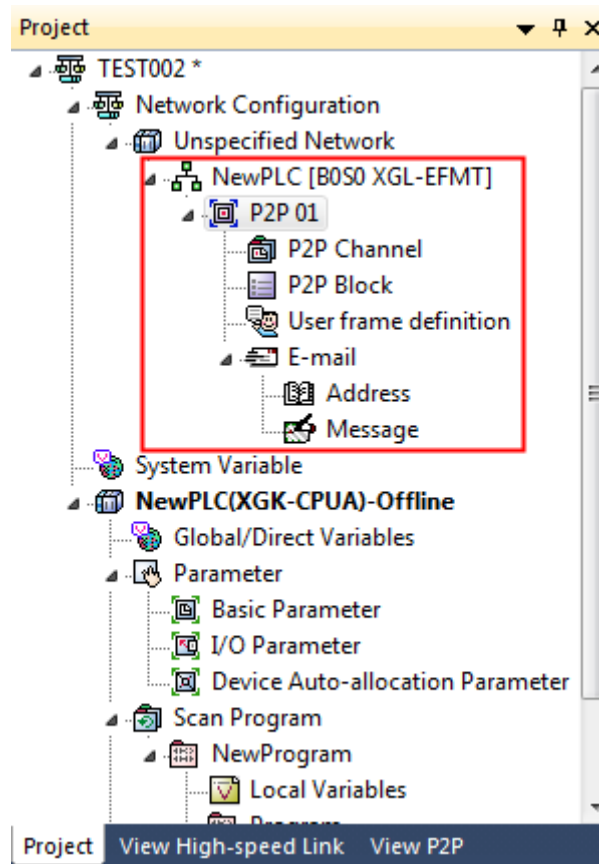 Project
TEST002 *
Network Configuration
Unspecified Network
NewPLC [B0S0 XGL-EFMT]
P2P 01
P2P Channel
P2P Block
User frame definition
E-mail
Address
Message
System Variable
NewPLC(XGK-CPUA)-Offline
Global/Direct Variables
Parameter
Basic Parameter
I/O Parameter
Device Auto-allocation Parameter
Scan Program
NewProgram
Local Variables
Program
Project View High-speed Link View P2P